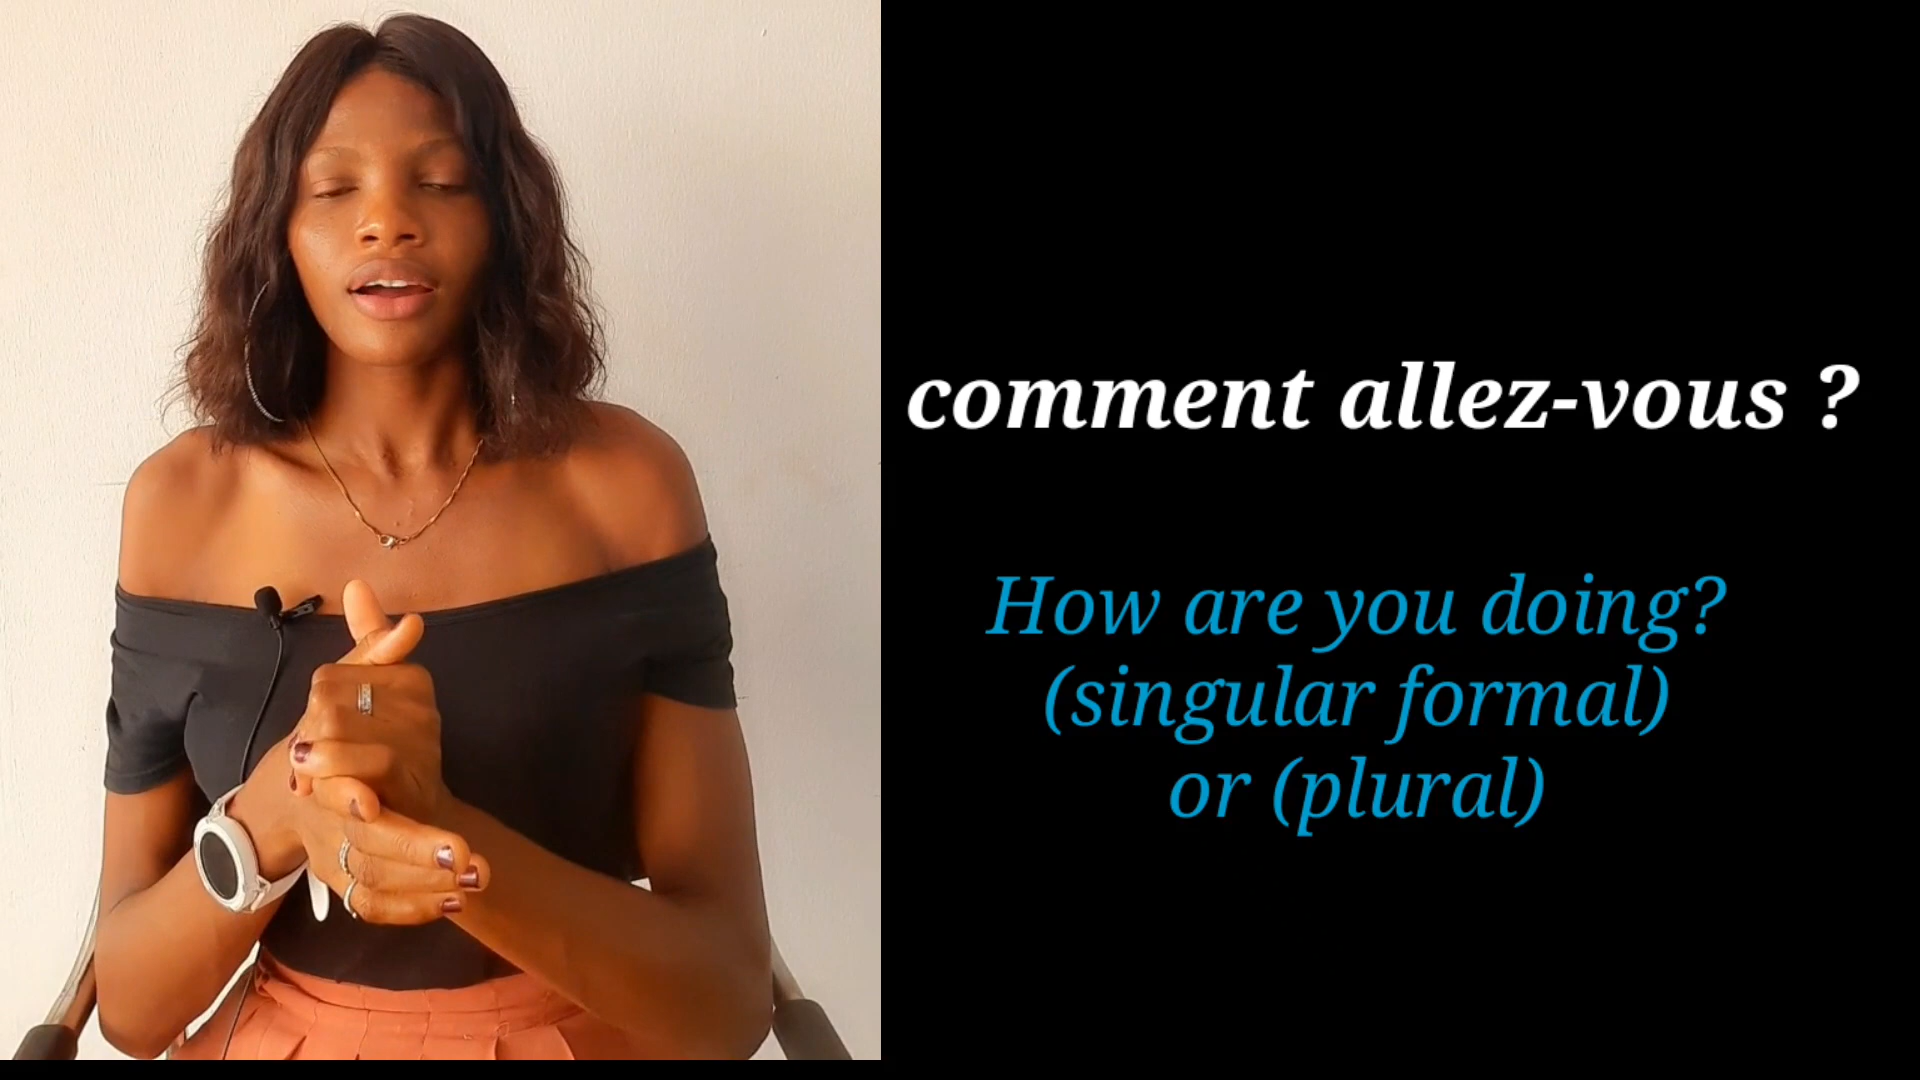 comment allez-vous ?
How are you doing?
(singular formal)
or (plural)